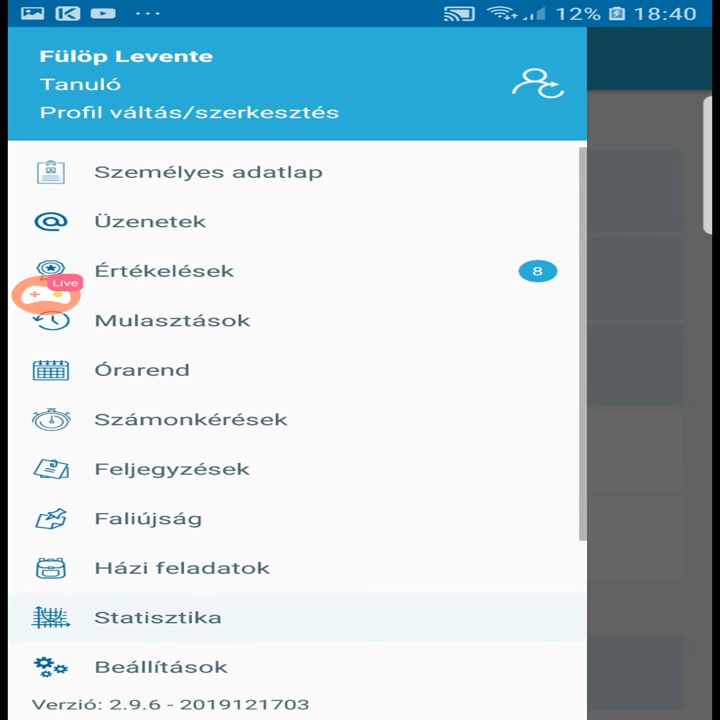 12% 18:40
Fülöp Levente
Tanuló
Profil váltás/szerkesztés
Személyes adatlap
Üzenetek
Értékelések 8
Live
Mulasztások
Órarend
Számonkérések
Feljegyzések
Faliújság
Házi feladatok
Statisztika
Beállítások
Verzió: 2.9.6 - 2019121703